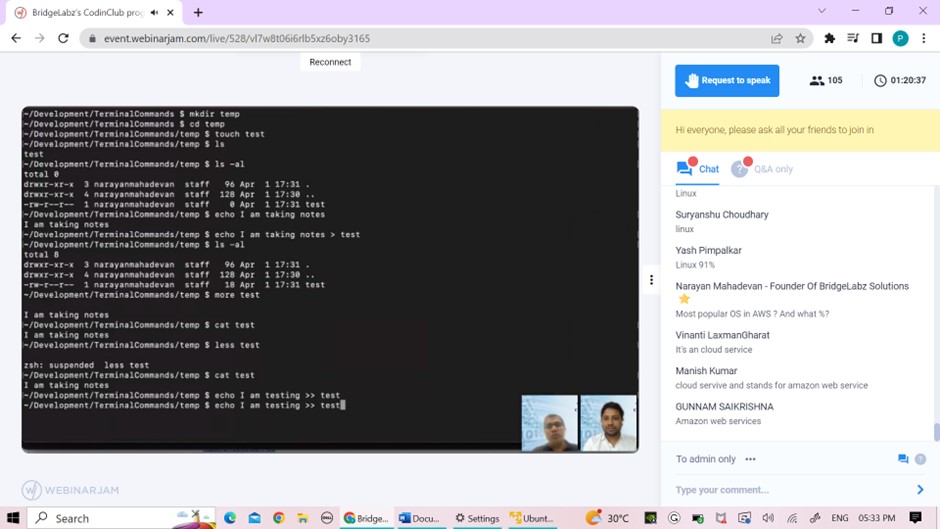 BridgeLabz's CodinClub prog
event.webinarjam.com/live/528/vl7w8t06i6rlb5xz6oby3165
P
Reconnect
~/Development/TerminalCommands $ mkdir temp
~/Development/TerminalCommands $ cd temp
~/Development/TerminalCommands/temp $ touch test
~/Development/TerminalCommands/temp $ ls
test
~/Development/TerminalCommands/temp $ ls -al
total 0
drwxr-xr-x 3 narayanmahadevan staff 96 Apr 1 17:31 .
drwxr-xr-x 4 narayanmahadevan staff 128 Apr 1 17:30 ..
-rw-r--r-- 1 narayanmahadevan staff 0 Apr 1 17:31 test
~/Development/TerminalCommands/temp $ echo I am taking notes
I am taking notes
~/Development/TerminalCommands/temp $ echo I am taking notes > test
~/Development/TerminalCommands/temp $ ls -al
total 8
drwxr-xr-x 3 narayanmahadevan staff 96 Apr 1 17:31 .
drwxr-xr-x 4 narayanmahadevan staff 128 Apr 1 17:30 ..
-rw-r--r-- 1 narayanmahadevan staff 18 Apr 1 17:31 test
~/Development/TerminalCommands/temp $ more test
I am taking notes
~/Development/TerminalCommands/temp $ cat test
I am taking notes
~/Development/TerminalCommands/temp $ less test
zsh: suspended less test
~/Development/TerminalCommands/temp $ cat test
I am taking notes
~/Development/TerminalCommands/temp $ echo I am testing >> test
~/Development/TerminalCommands/temp $ echo I am testing >> test
WEBINARJAM
Request to speak
105
01:20:37
Hi everyone, please ask all your friends to join in
Chat
Q&A only
Linux
Suryanshu Choudhary
linux
Yash Pimpalkar
Linux 91%
Narayan Mahadevan - Founder Of BridgeLabz Solutions
Most popular OS in AWS ? And what %?
Vinanti LaxmanGharat
It's an cloud service
Manish Kumar
cloud servive and stands for amazon web service
GUNNAM SAIKRISHNA
Amazon web services
To admin only
Type your comment...
Search
Bridge...
Docu...
Settings
Ubunt...
30°C
ENG
05:33 PM